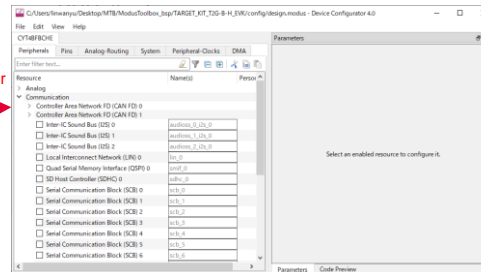 C:/Users/linwanyu/Desktop/MTB/ModusToolbox_bsp/TARGET_KIT_T2G-B-H_EVK/config/design.modus - Device Configurator 4.0
File Edit View Help
CYT4BFBCHE
Peripherals Pins Analog-Routing System Peripheral-Clocks DMA
Enter filter text...
Resource Name(s) Person
r
Analog
Communication
Controller Area Network FD (CAN FD) 0
Controller Area Network FD (CAN FD) 1
Inter-IC Sound Bus (I2S) 0 audioss_0_i2s_0
Inter-IC Sound Bus (I2S) 1 audioss_1_i2s_0
Inter-IC Sound Bus (I2S) 2 audioss_2_i2s_0
Local Interconnect Network (LIN) 0 lin_0
Quad Serial Memory Interface (QSPI) 0 smif_0
SD Host Controller (SDHC) 0 sdhc_0
Serial Communication Block (SCB) 0 scb_0
Serial Communication Block (SCB) 1 scb_1
Serial Communication Block (SCB) 2 scb_2
Serial Communication Block (SCB) 3 scb_3
Serial Communication Block (SCB) 4 scb_4
Serial Communication Block (SCB) 5 scb_5
Serial Communication Block (SCB) 6 scb_6
Parameters
Select an enabled resource to configure it.
Parameters Code Preview